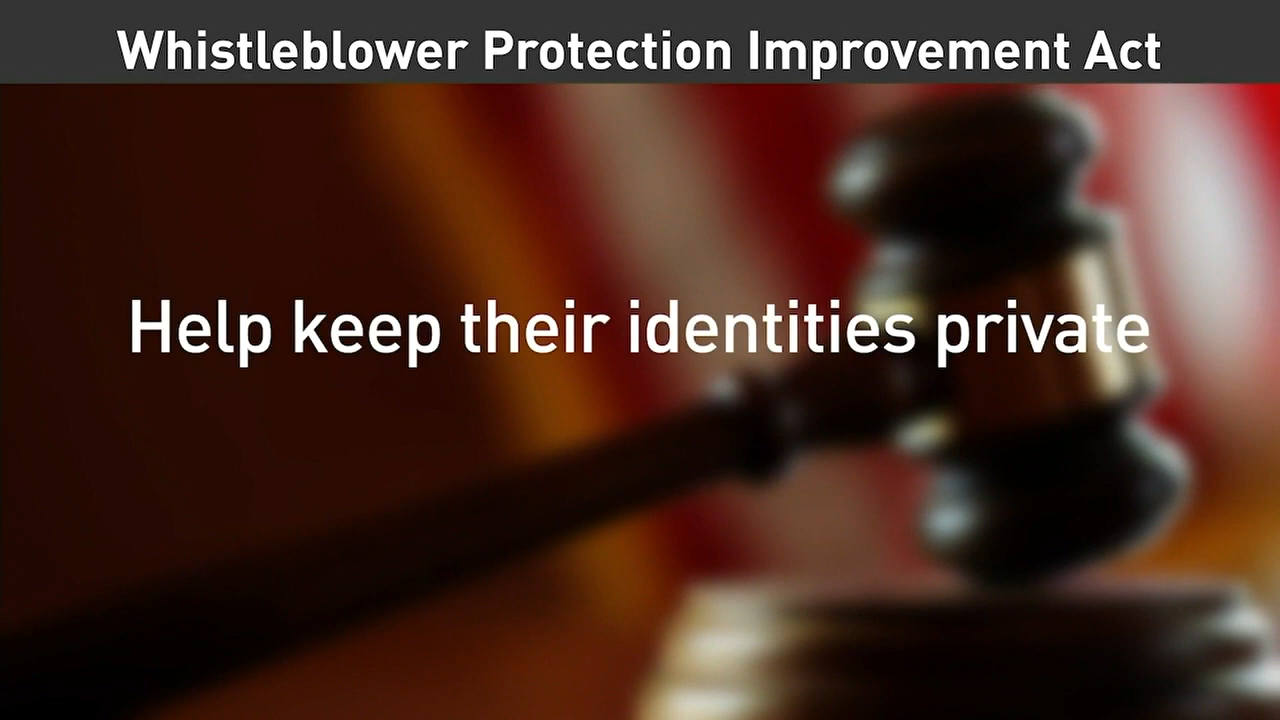 Whistleblower Protection Improvement Act
Help keep their identities private